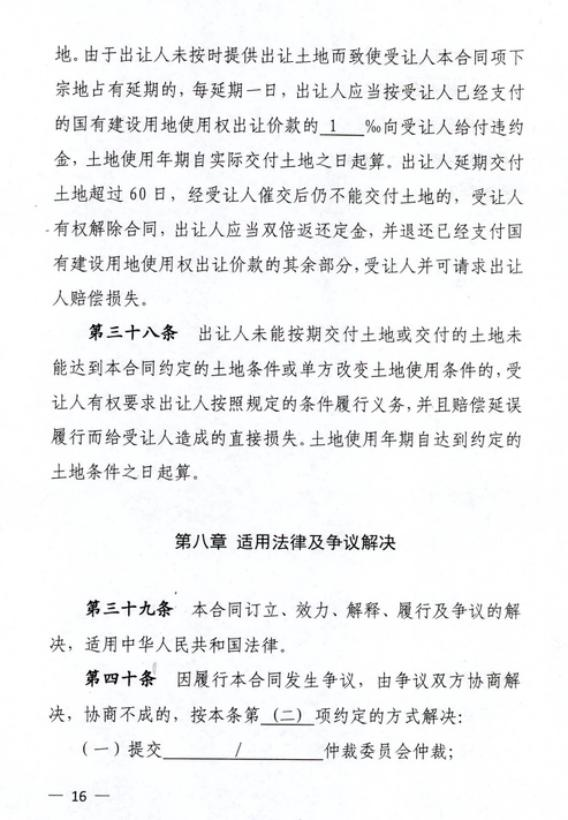 地。由于出让人未按时提供出让土地而致使受让人本合同项下
宗地占有延期的，每延期一日，出让人应当按受让人已经支付
的国有建设用地使用权出让价款的 1 ‰向受让人给付违约
金，土地使用年期自实际交付土地之日起算。出让人延期交付
土地超过 60 日，经受让人催交后仍不能交付土地的，受让人
有权解除合同，出让人应当双倍返还定金，并退还已经支付国
有建设用地使用权出让价款的其余部分，受让人并可请求出让
人赔偿损失。
第三十八条 出让人未能按期交付土地或交付的土地未
能达到本合同约定的土地条件或单方改变土地使用条件的，受
让人有权要求出让人按照规定的条件履行义务，并且赔偿延误
履行而给受让人造成的直接损失。土地使用年期自达到约定的
土地条件之日起算。
第八章 适用法律及争议解决
第三十九条 本合同订立、效力、解释、履行及争议的解
决，适用中华人民共和国法律。
第四十条 因履行本合同发生争议，由争议双方协商解
决，协商不成的，按本条第（二）项约定的方式解决：
（一）提交 / 仲裁委员会仲裁；
— 16 —